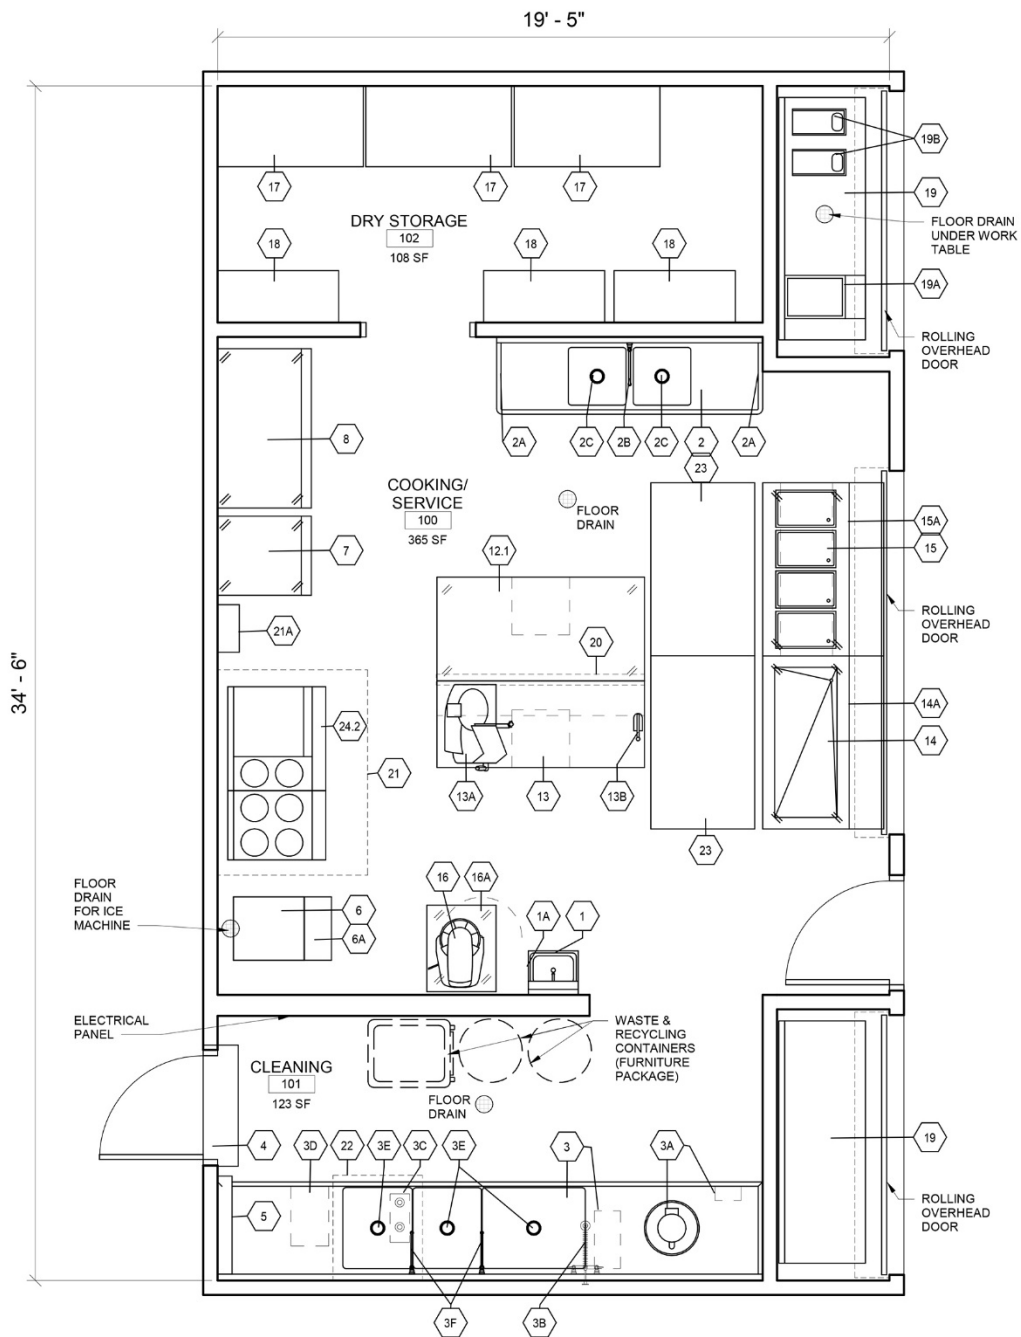 19' - 5"
34' - 6"
17
17
17
DRY STORAGE
102
108 SF
18
18
18
19B
19
FLOOR DRAIN
UNDER WORK
TABLE
19A
ROLLING
OVERHEAD
DOOR
8
2A
2C
2B
2C
2
2A
23
COOKING/
SERVICE
100
365 SF
FLOOR
DRAIN
15A
15
7
12.1
21A
20
ROLLING
OVERHEAD
DOOR
24.2
14A
14
21
13A
13
13B
23
FLOOR
DRAIN
FOR ICE
MACHINE
6
6A
16
16A
1A
1
ELECTRICAL
PANEL
WASTE &
RECYCLING
CONTAINERS
(FURNITURE
PACKAGE)
CLEANING
101
123 SF
FLOOR
DRAIN
4
3D
22
3E
3C
3E
3
3A
19
5
ROLLING
OVERHEAD
DOOR
3F
3B